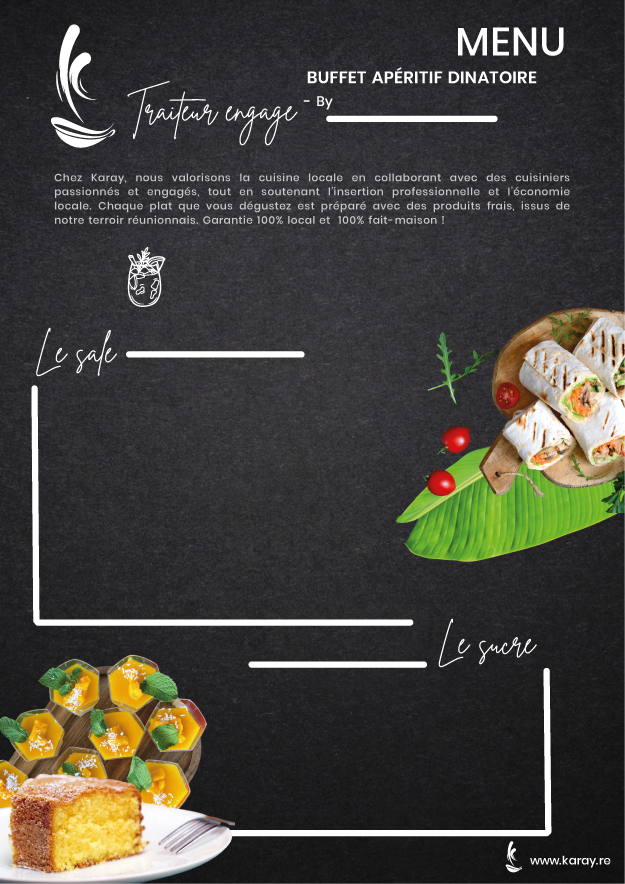 MENU
BUFFET APÉRITIF DINATOIRE
Traiteur engage - By
Chez Karay, nous valorisons la cuisine locale en collaborant avec des cuisiniers
passionnés et engagés, tout en soutenant l'insertion professionnelle et l'économie
locale. Chaque plat que vous dégustez est préparé avec des produits frais, issus de
notre terroir réunionnais. Garantie 100% local et 100% fait-maison !
Le sale
Le sucre
www.karay.re